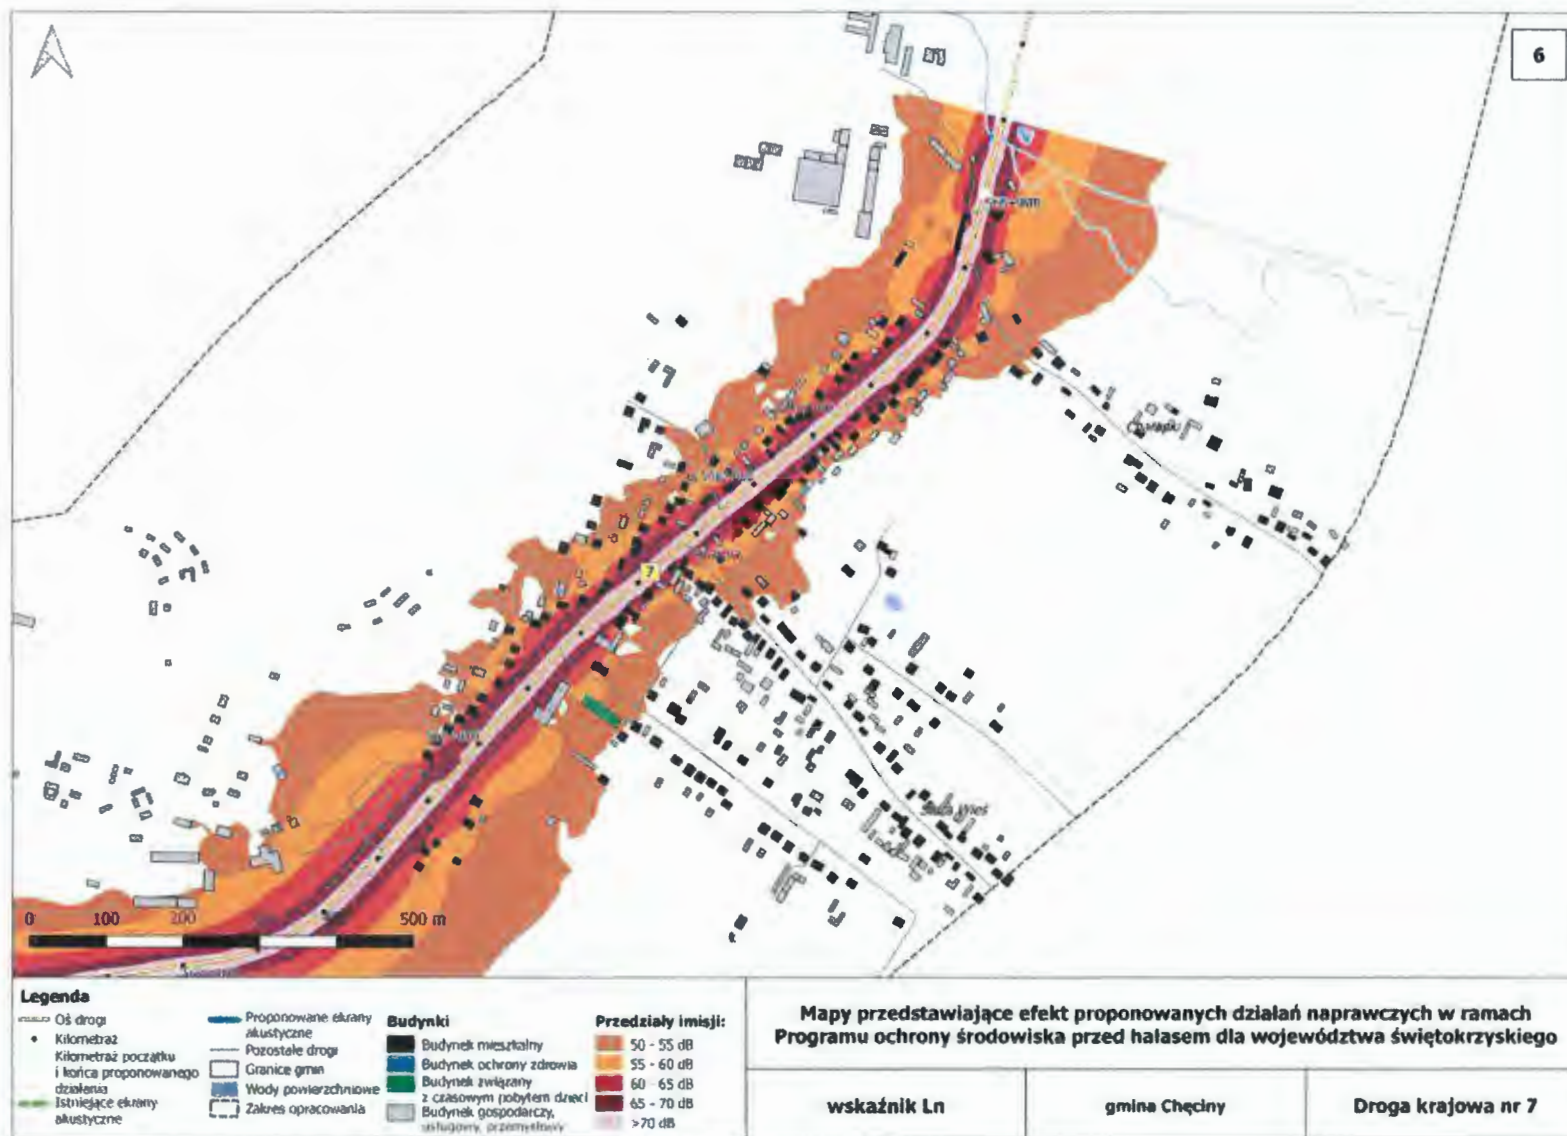 6
7
Chmielniki
0 100 200 500 m
Legenda
Oś drogi
Kilometraż
Kilometraż początku
i końca proponowanego
działania
Istniejące ekrany
akustyczne
Proponowane ekrany
akustyczne
Pozostałe drogi
Granice gmin
Wody powierzchniowe
Zakres opracowania
Budynki
Budynek mieszkalny
Budynek ochrony zdrowia
Budynek związany
z czasowym pobytem dzieci
Budynek gospodarczy,
usługowy, przemysłowy
Przedziały imisji:
50 - 55 dB
55 - 60 dB
60 - 65 dB
65 - 70 dB
>70 dB
Mapy przedstawiające efekt proponowanych działań naprawczych w ramach
Programu ochrony środowiska przed hałasem dla województwa świętokrzyskiego
wskaźnik Ln
gmina Chęciny
Droga krajowa nr 7